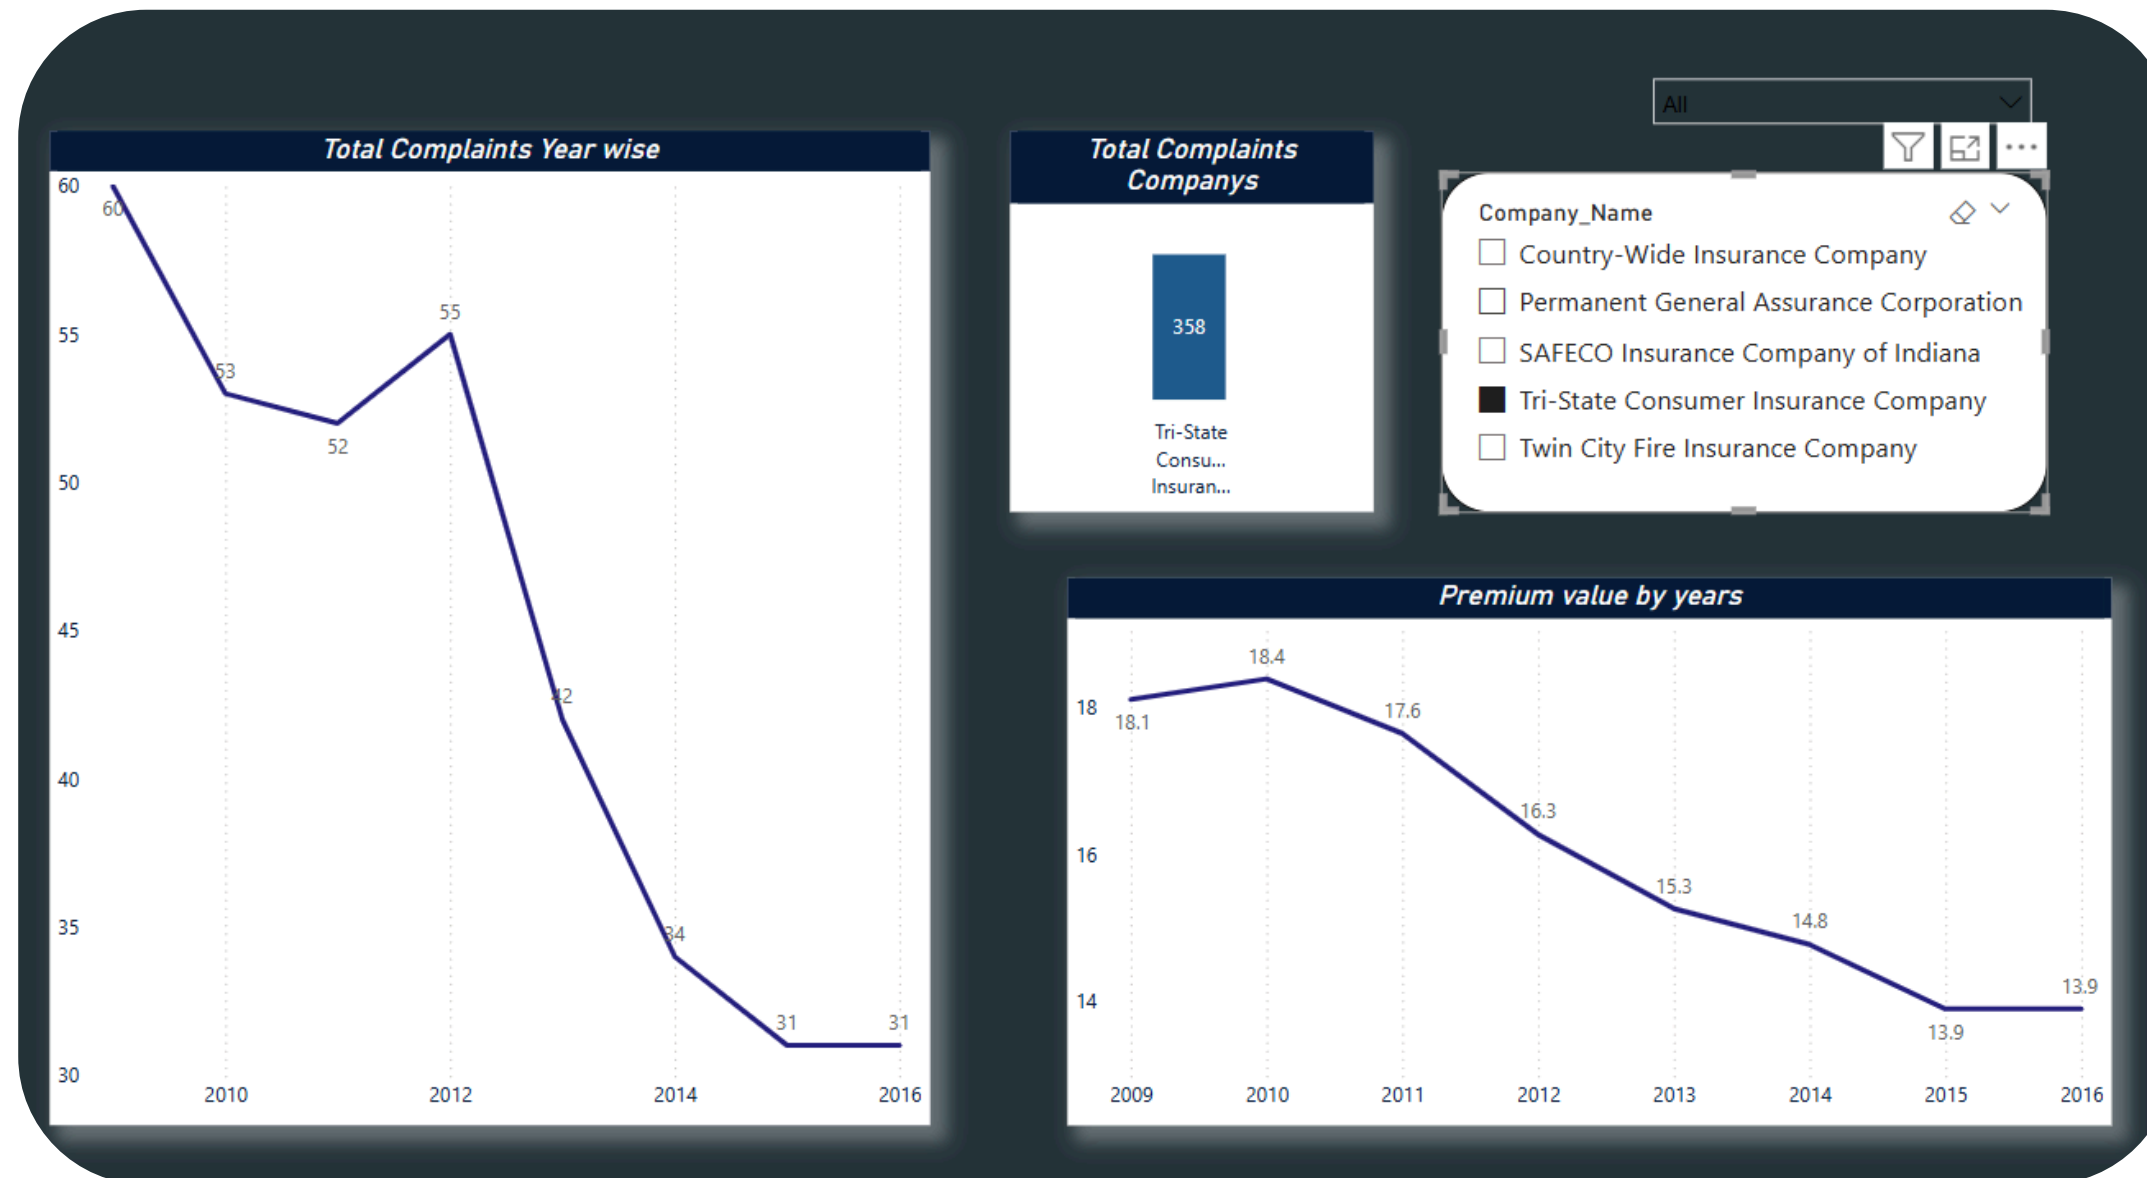 All
Total Complaints Year wise
60
60
55
55
53
52
50
45
42
40
35
34
31
31
30
2010
2012
2014
2016
Total Complaints
Companys
358
Tri-State
Consu...
Insuran...
Company_Name
Country-Wide Insurance Company
Permanent General Assurance Corporation
SAFECO Insurance Company of Indiana
Tri-State Consumer Insurance Company
Twin City Fire Insurance Company
Premium value by years
18.4
18
18.1
17.6
16.3
16
15.3
14.8
14
13.9
13.9
2009
2010
2011
2012
2013
2014
2015
2016